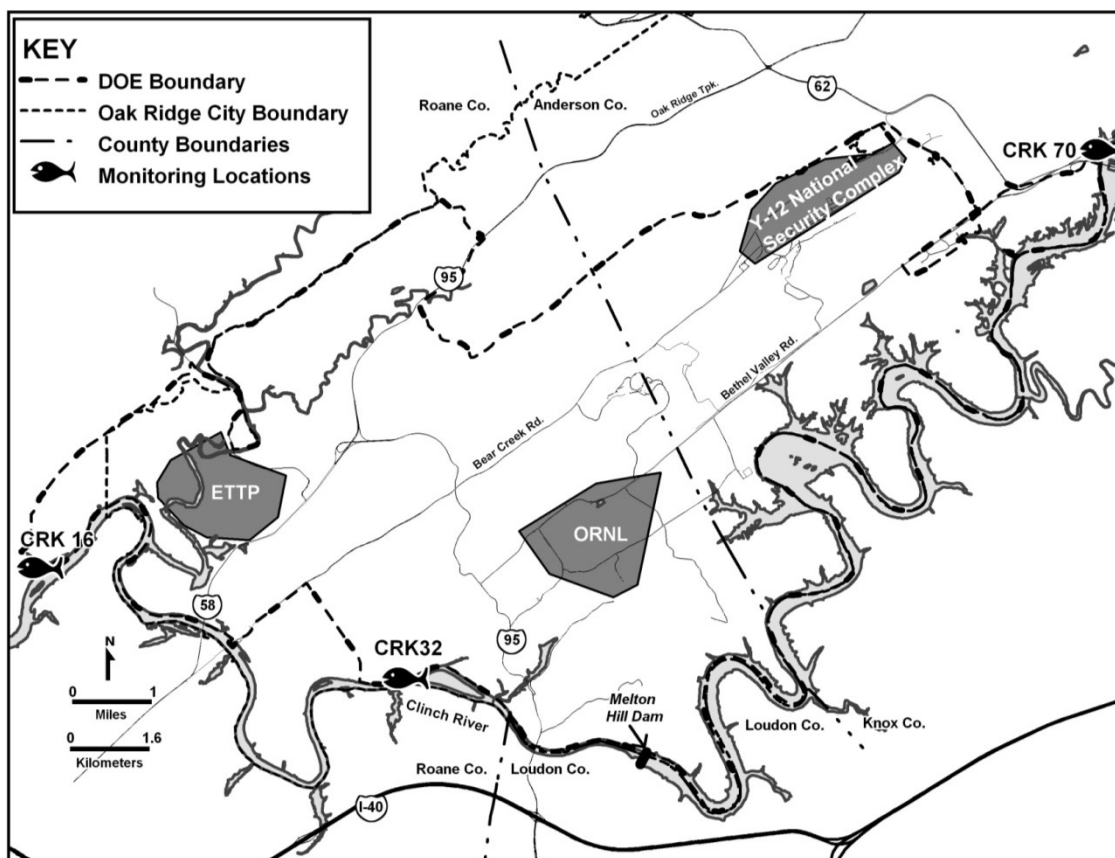 KEY
DOE Boundary
Oak Ridge City Boundary
County Boundaries
Monitoring Locations
Roane Co.
Anderson Co.
Oak Ridge Tpk.
62
CRK 70
Y-12 National
Security Complex
95
Bethel Valley Rd.
Bear Creek Rd.
ETTP
ORNL
CRK 16
58
95
N
0 1
Miles
0 1.6
Kilometers
CRK32
Clinch River
Melton
Hill Dam
Loudon Co.
Knox Co.
Roane Co.
Loudon Co.
I-40